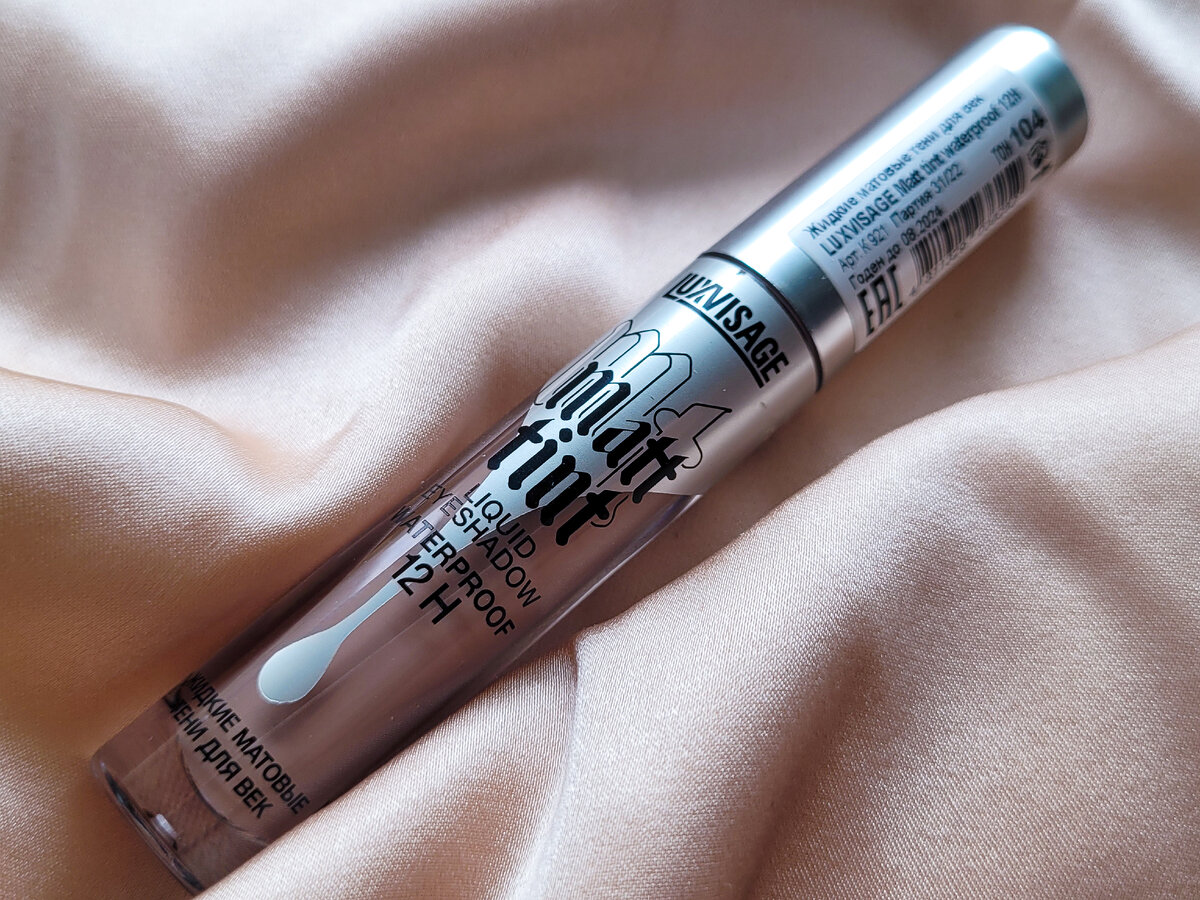 Жидкие матовые тени для век
LUXVISAGE Matt tint waterproof 12H
Арт. К 921 Партия 31/22
тон 104
Годен до 08.2024
EAC
LUXVISAGE
matt
tint
LIQUID
EYESHADOW
WATERPROOF
12 H
ЖИДКИЕ МАТОВЫЕ
ТЕНИ ДЛЯ ВЕК